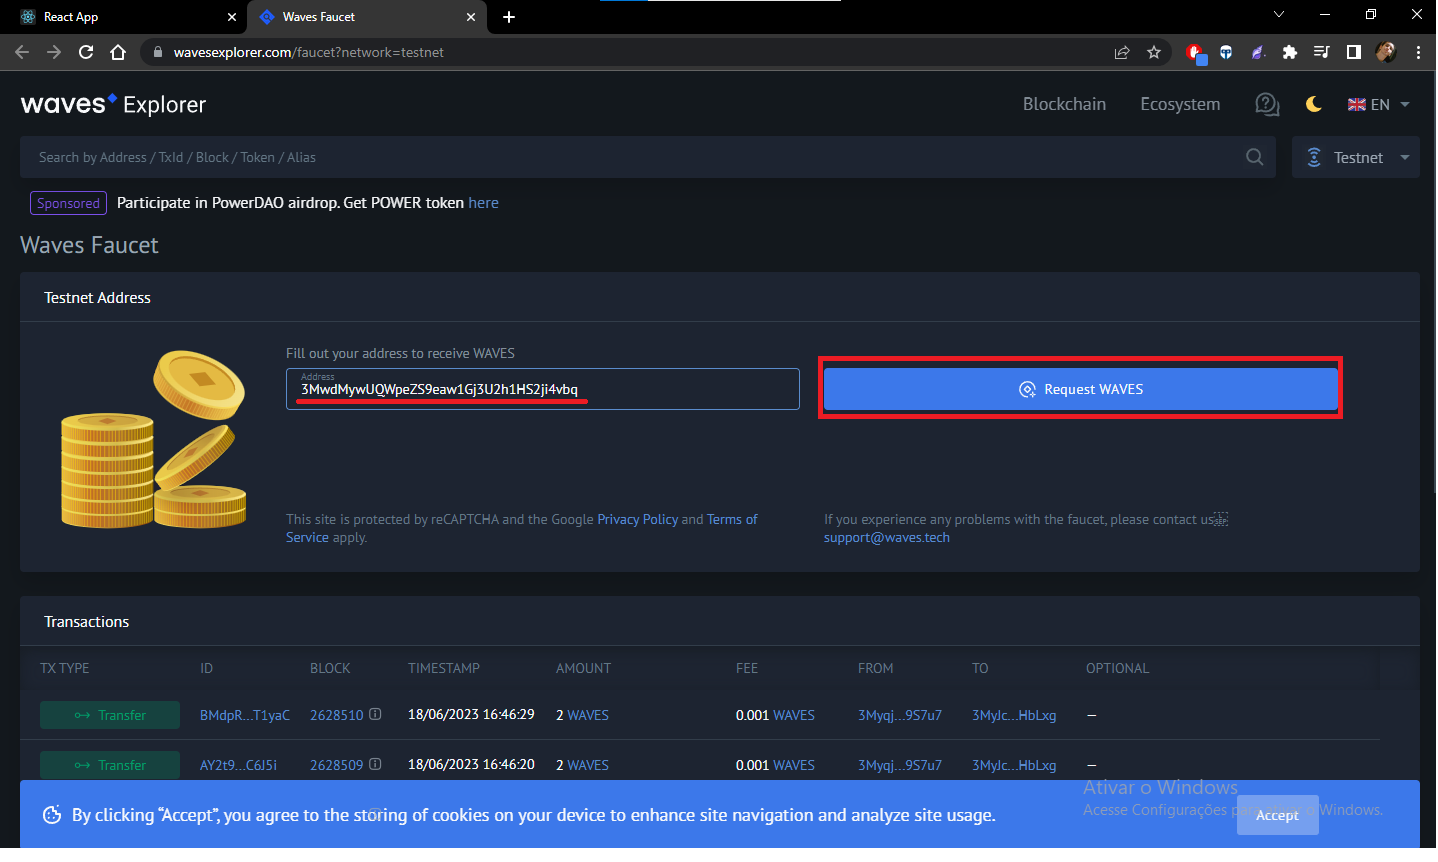 React App
Waves Faucet
wavesexplorer.com/faucet?network=testnet
waves Explorer
Blockchain
Ecosystem
EN
Search by Address / TxId / Block / Token / Alias
Testnet
Sponsored Participate in PowerDAO airdrop. Get POWER token here
Waves Faucet
Testnet Address
Fill out your address to receive WAVES
Address
3MwdMywUQWpeZS9eaw1Gj3U2h1HS2ji4vbq
Request WAVES
This site is protected by reCAPTCHA and the Google Privacy Policy and Terms of
Service apply.
If you experience any problems with the faucet, please contact us
support@waves.tech
Transactions
TX TYPE ID BLOCK TIMESTAMP AMOUNT FEE FROM TO OPTIONAL
Transfer BMdpR...T1yaC 2628510 18/06/2023 16:46:29 2 WAVES 0.001 WAVES 3Myqj...9S7u7 3MyJc...HbLxg —
Transfer AY2t9...C6J5i 2628509 18/06/2023 16:46:20 2 WAVES 0.001 WAVES 3Myqj...9S7u7 3MyJc...HbLxg —
Ativar o Windows
Acesse Configurações para ativar o Windows.
By clicking “Accept”, you agree to the storing of cookies on your device to enhance site navigation and analyze site usage.
Accept